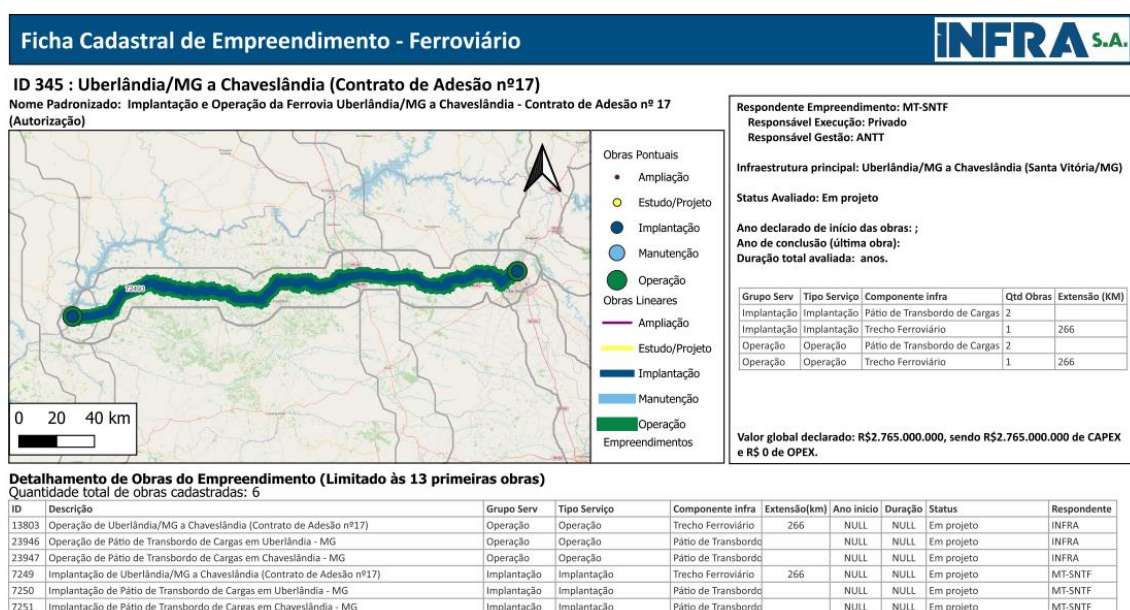 Ficha Cadastral de Empreendimento - Ferroviário
INFRA S.A.
ID 345 : Uberlândia/MG a Chaveslândia (Contrato de Adesão nº17)
Nome Padronizado: Implantação e Operação da Ferrovia Uberlândia/MG a Chaveslândia - Contrato de Adesão nº 17
(Autorização)
72493
0 20 40 km
Obras Pontuais
Ampliação
Estudo/Projeto
Implantação
Manutenção
Operação
Obras Lineares
Ampliação
Estudo/Projeto
Implantação
Manutenção
Operação
Empreendimentos
Respondente Empreendimento: MT-SNTF
Responsável Execução: Privado
Responsável Gestão: ANTT
Infraestrutura principal: Uberlândia/MG a Chaveslândia (Santa Vitória/MG)
Status Avaliado: Em projeto
Ano declarado de início das obras: ;
Ano de conclusão (última obra):
Duração total avaliada: anos.
Grupo Serv Tipo Serviço Componente infra Qtd Obras Extensão (KM)
Implantação Implantação Pátio de Transbordo de Cargas 2
Implantação Implantação Trecho Ferroviário 1 266
Operação Operação Pátio de Transbordo de Cargas 2
Operação Operação Trecho Ferroviário 1 266
Valor global declarado: R$2.765.000.000, sendo R$2.765.000.000 de CAPEX
e R$ 0 de OPEX.
Detalhamento de Obras do Empreendimento (Limitado às 13 primeiras obras)
Quantidade total de obras cadastradas: 6
ID Descrição Grupo Serv Tipo Serviço Componente infra Extensão(km) Ano início Duração Status Respondente
13803 Operação de Uberlândia/MG a Chaveslândia (Contrato de Adesão nº17) Operação Operação Trecho Ferroviário 266 NULL NULL Em projeto INFRA
23946 Operação de Pátio de Transbordo de Cargas em Uberlândia - MG Operação Operação Pátio de Transbordo NULL NULL Em projeto INFRA
23947 Operação de Pátio de Transbordo de Cargas em Chaveslândia - MG Operação Operação Pátio de Transbordo NULL NULL Em projeto INFRA
7249 Implantação de Uberlândia/MG a Chaveslândia (Contrato de Adesão nº17) Implantação Implantação Trecho Ferroviário 266 NULL NULL Em projeto MT-SNTF
7250 Implantação de Pátio de Transbordo de Cargas em Uberlândia - MG Implantação Implantação Pátio de Transbordo NULL NULL Em projeto MT-SNTF
7251 Implantação de Pátio de Transbordo de Cargas em Chaveslândia - MG Implantação Implantação Pátio de Transbordo NULL NULL Em projeto MT-SNTF